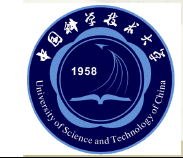 中国科学技术大学
1958
University of Science and Technology of China